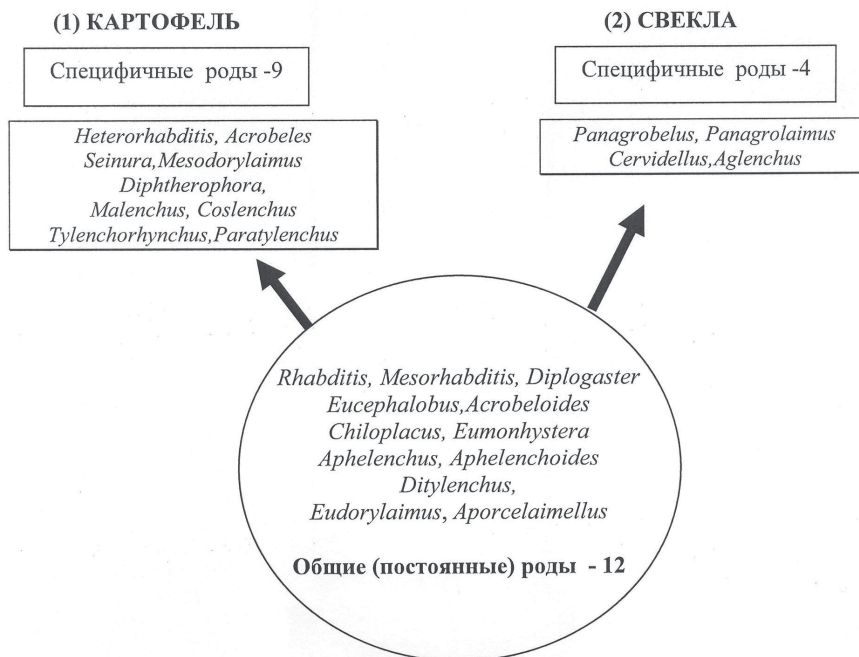 (1) КАРТОФЕЛЬ
Специфичные роды -9
Heterorhabditis, Acrobeles
Seinura,Mesodorylaimus
Diphtherophora,
Malenchus, Coslenchus
Tylenchorhynchus,Paratylenchus
(2) СВЕКЛА
Специфичные роды -4
Panagrobelus, Panagrolaimus
Cervidellus,Aglenchus
Rhabditis, Mesorhabditis, Diplogaster
Eucephalobus,Acrobeloides
Chiloplacus, Eumonhystera
Aphelenchus, Aphelenchoides
Ditylenchus,
Eudorylaimus, Aporcelaimellus
Общие (постоянные) роды - 12